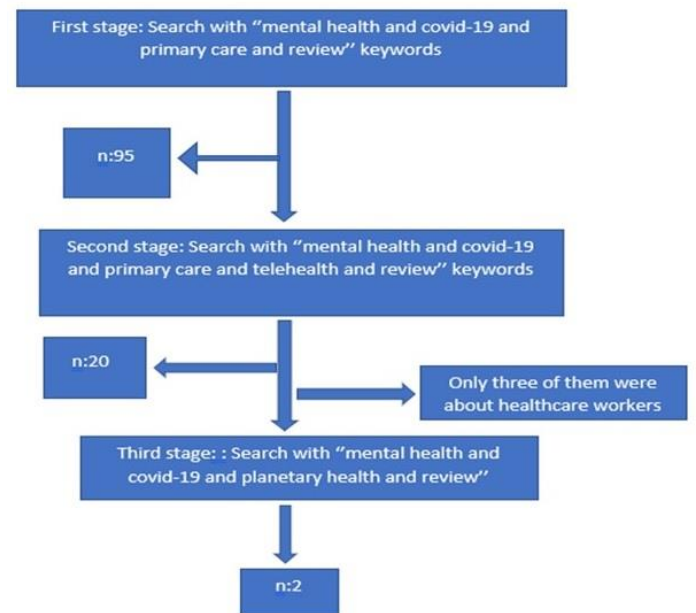 First stage: Search with ‘’mental health and covid-19 and
primary care and review’’ keywords
n:95
Second stage: Search with ‘’mental health and covid-19
and primary care and telehealth and review’’ keywords
n:20
Only three of them were
about healthcare workers
Third stage: : Search with ‘’mental health and
covid-19 and planetary health and review’’
n:2